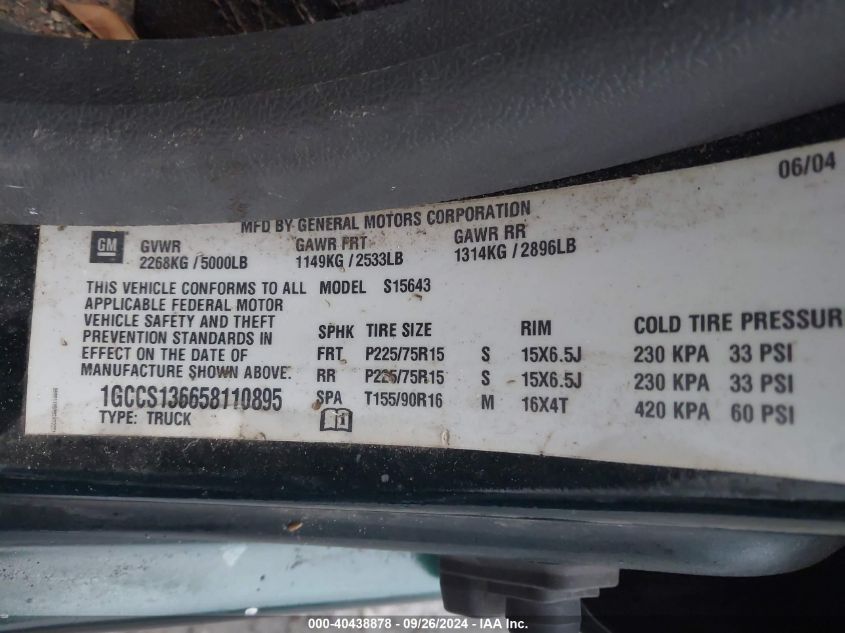 06/04
MFD BY GENERAL MOTORS CORPORATION
GM GVWR GAWR FRT GAWR RR
2268KG / 5000LB 1149KG / 2533LB 1314KG / 2896LB
THIS VEHICLE CONFORMS TO ALL MODEL S15643
APPLICABLE FEDERAL MOTOR
VEHICLE SAFETY AND THEFT SPHK TIRE SIZE RIM COLD TIRE PRESSUR
PREVENTION STANDARDS IN
EFFECT ON THE DATE OF FRT P225/75R15 S 15X6.5J 230 KPA 33 PSI
MANUFACTURE SHOWN ABOVE. RR P225/75R15 S 15X6.5J 230 KPA 33 PSI
1GCCS136658110895 SPA T155/90R16 M 16X4T 420 KPA 60 PSI
TYPE: TRUCK
000-40438878 - 09/26/2024 - IAA Inc.